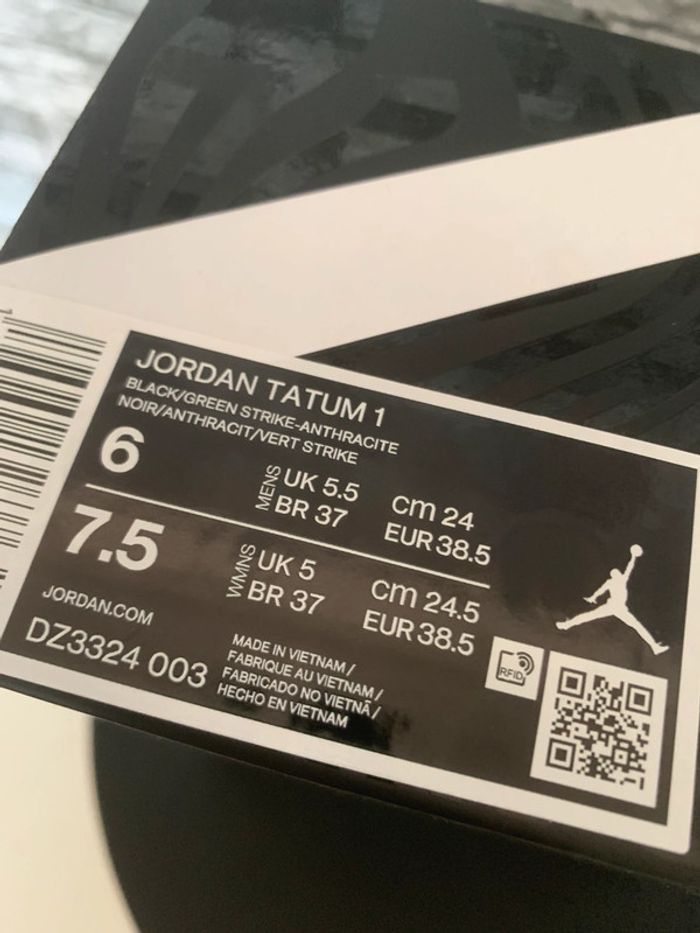 JORDAN TATUM 1
BLACK/GREEN STRIKE-ANTHRACITE
NOIR/ANTHRACIT/VERT STRIKE
6
MENS
UK 5.5
BR 37
cm 24
EUR 38.5
7.5
WMNS
UK 5
BR 37
cm 24.5
EUR 38.5
JORDAN.COM
DZ3324 003
MADE IN VIETNAM /
FABRIQUE AU VIETNAM /
FABRICADO NO VIETNÃ /
HECHO EN VIETNAM
RFID